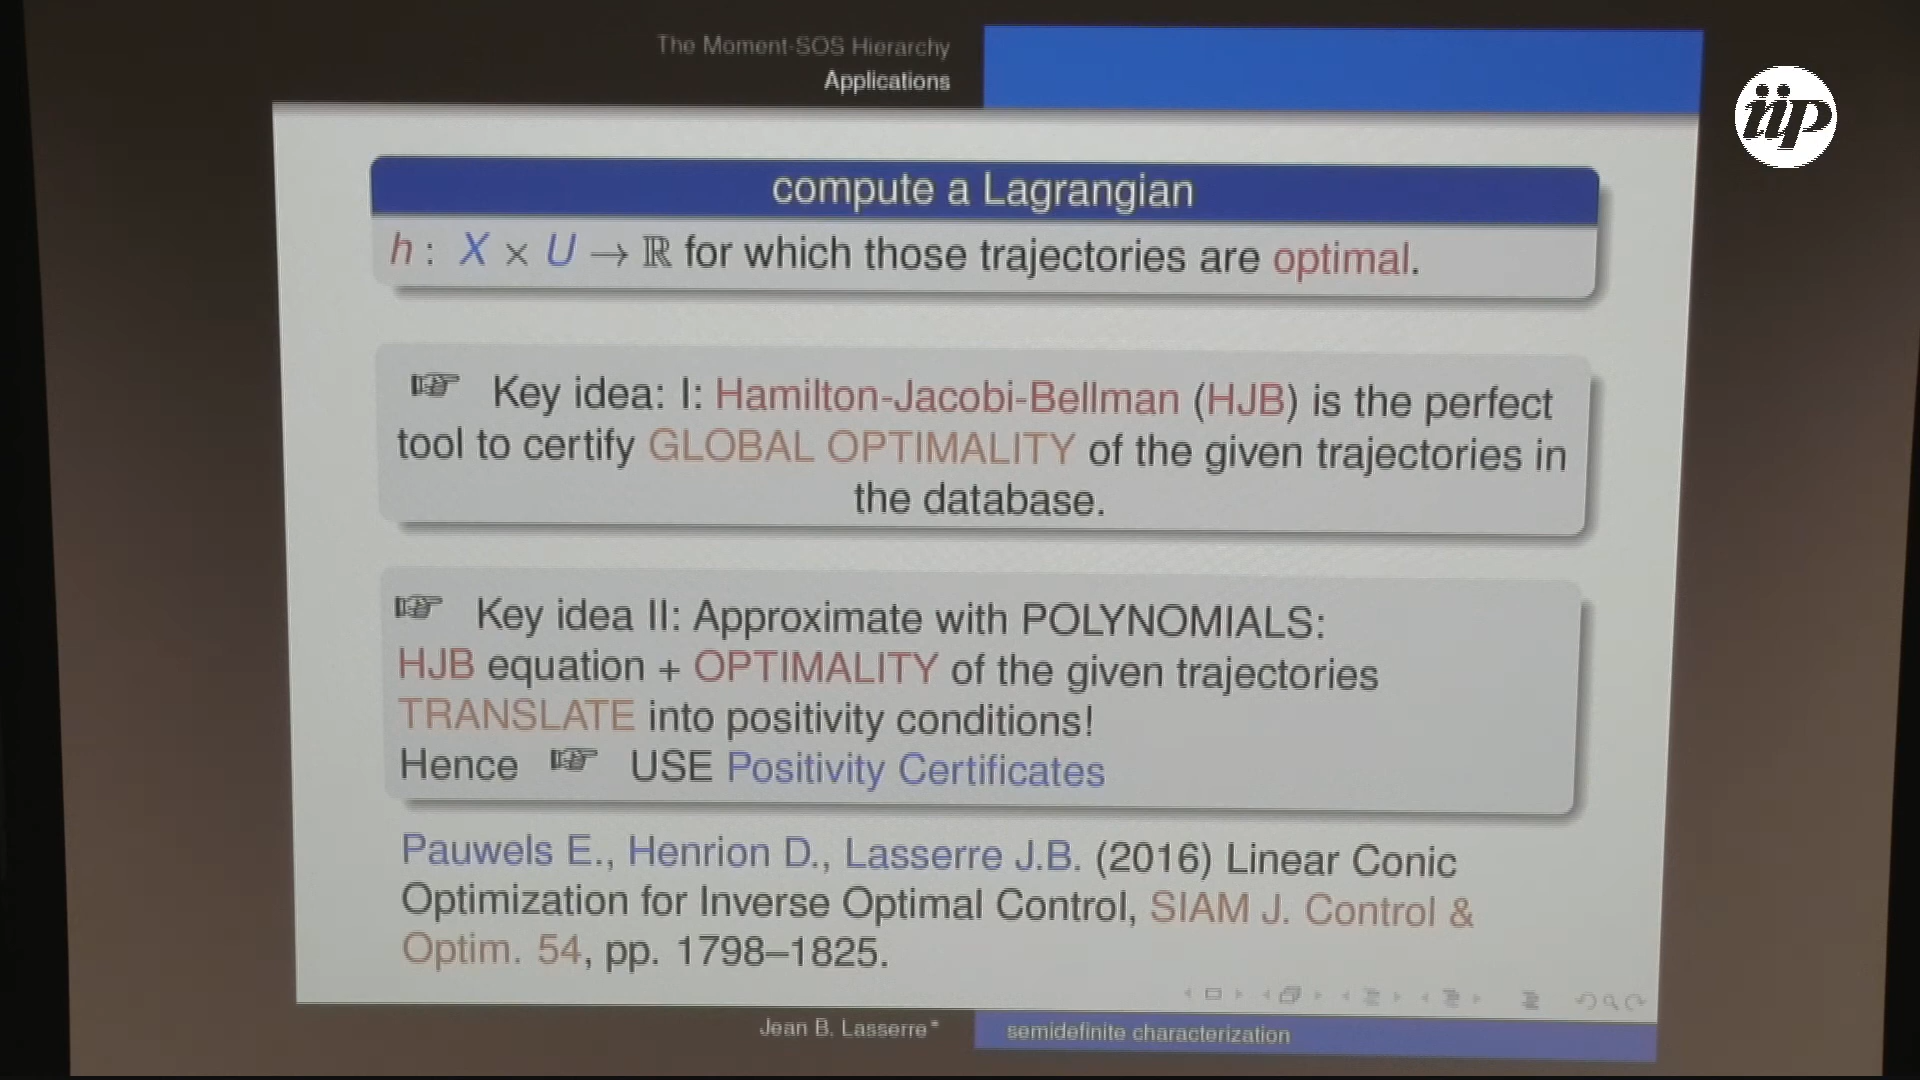 The Moment-SOS Hierarchy
Applications
iip
compute a Lagrangian
h : X × U → ℝ for which those trajectories are optimal.
☞ Key idea: I: Hamilton-Jacobi-Bellman (HJB) is the perfect
tool to certify GLOBAL OPTIMALITY of the given trajectories in
the database.
☞ Key idea II: Approximate with POLYNOMIALS:
HJB equation + OPTIMALITY of the given trajectories
TRANSLATE into positivity conditions!
Hence ☞ USE Positivity Certificates
Pauwels E., Henrion D., Lasserre J.B. (2016) Linear Conic
Optimization for Inverse Optimal Control, SIAM J. Control &
Optim. 54, pp. 1798–1825.
Jean B. Lasserre*
semidefinite characterization